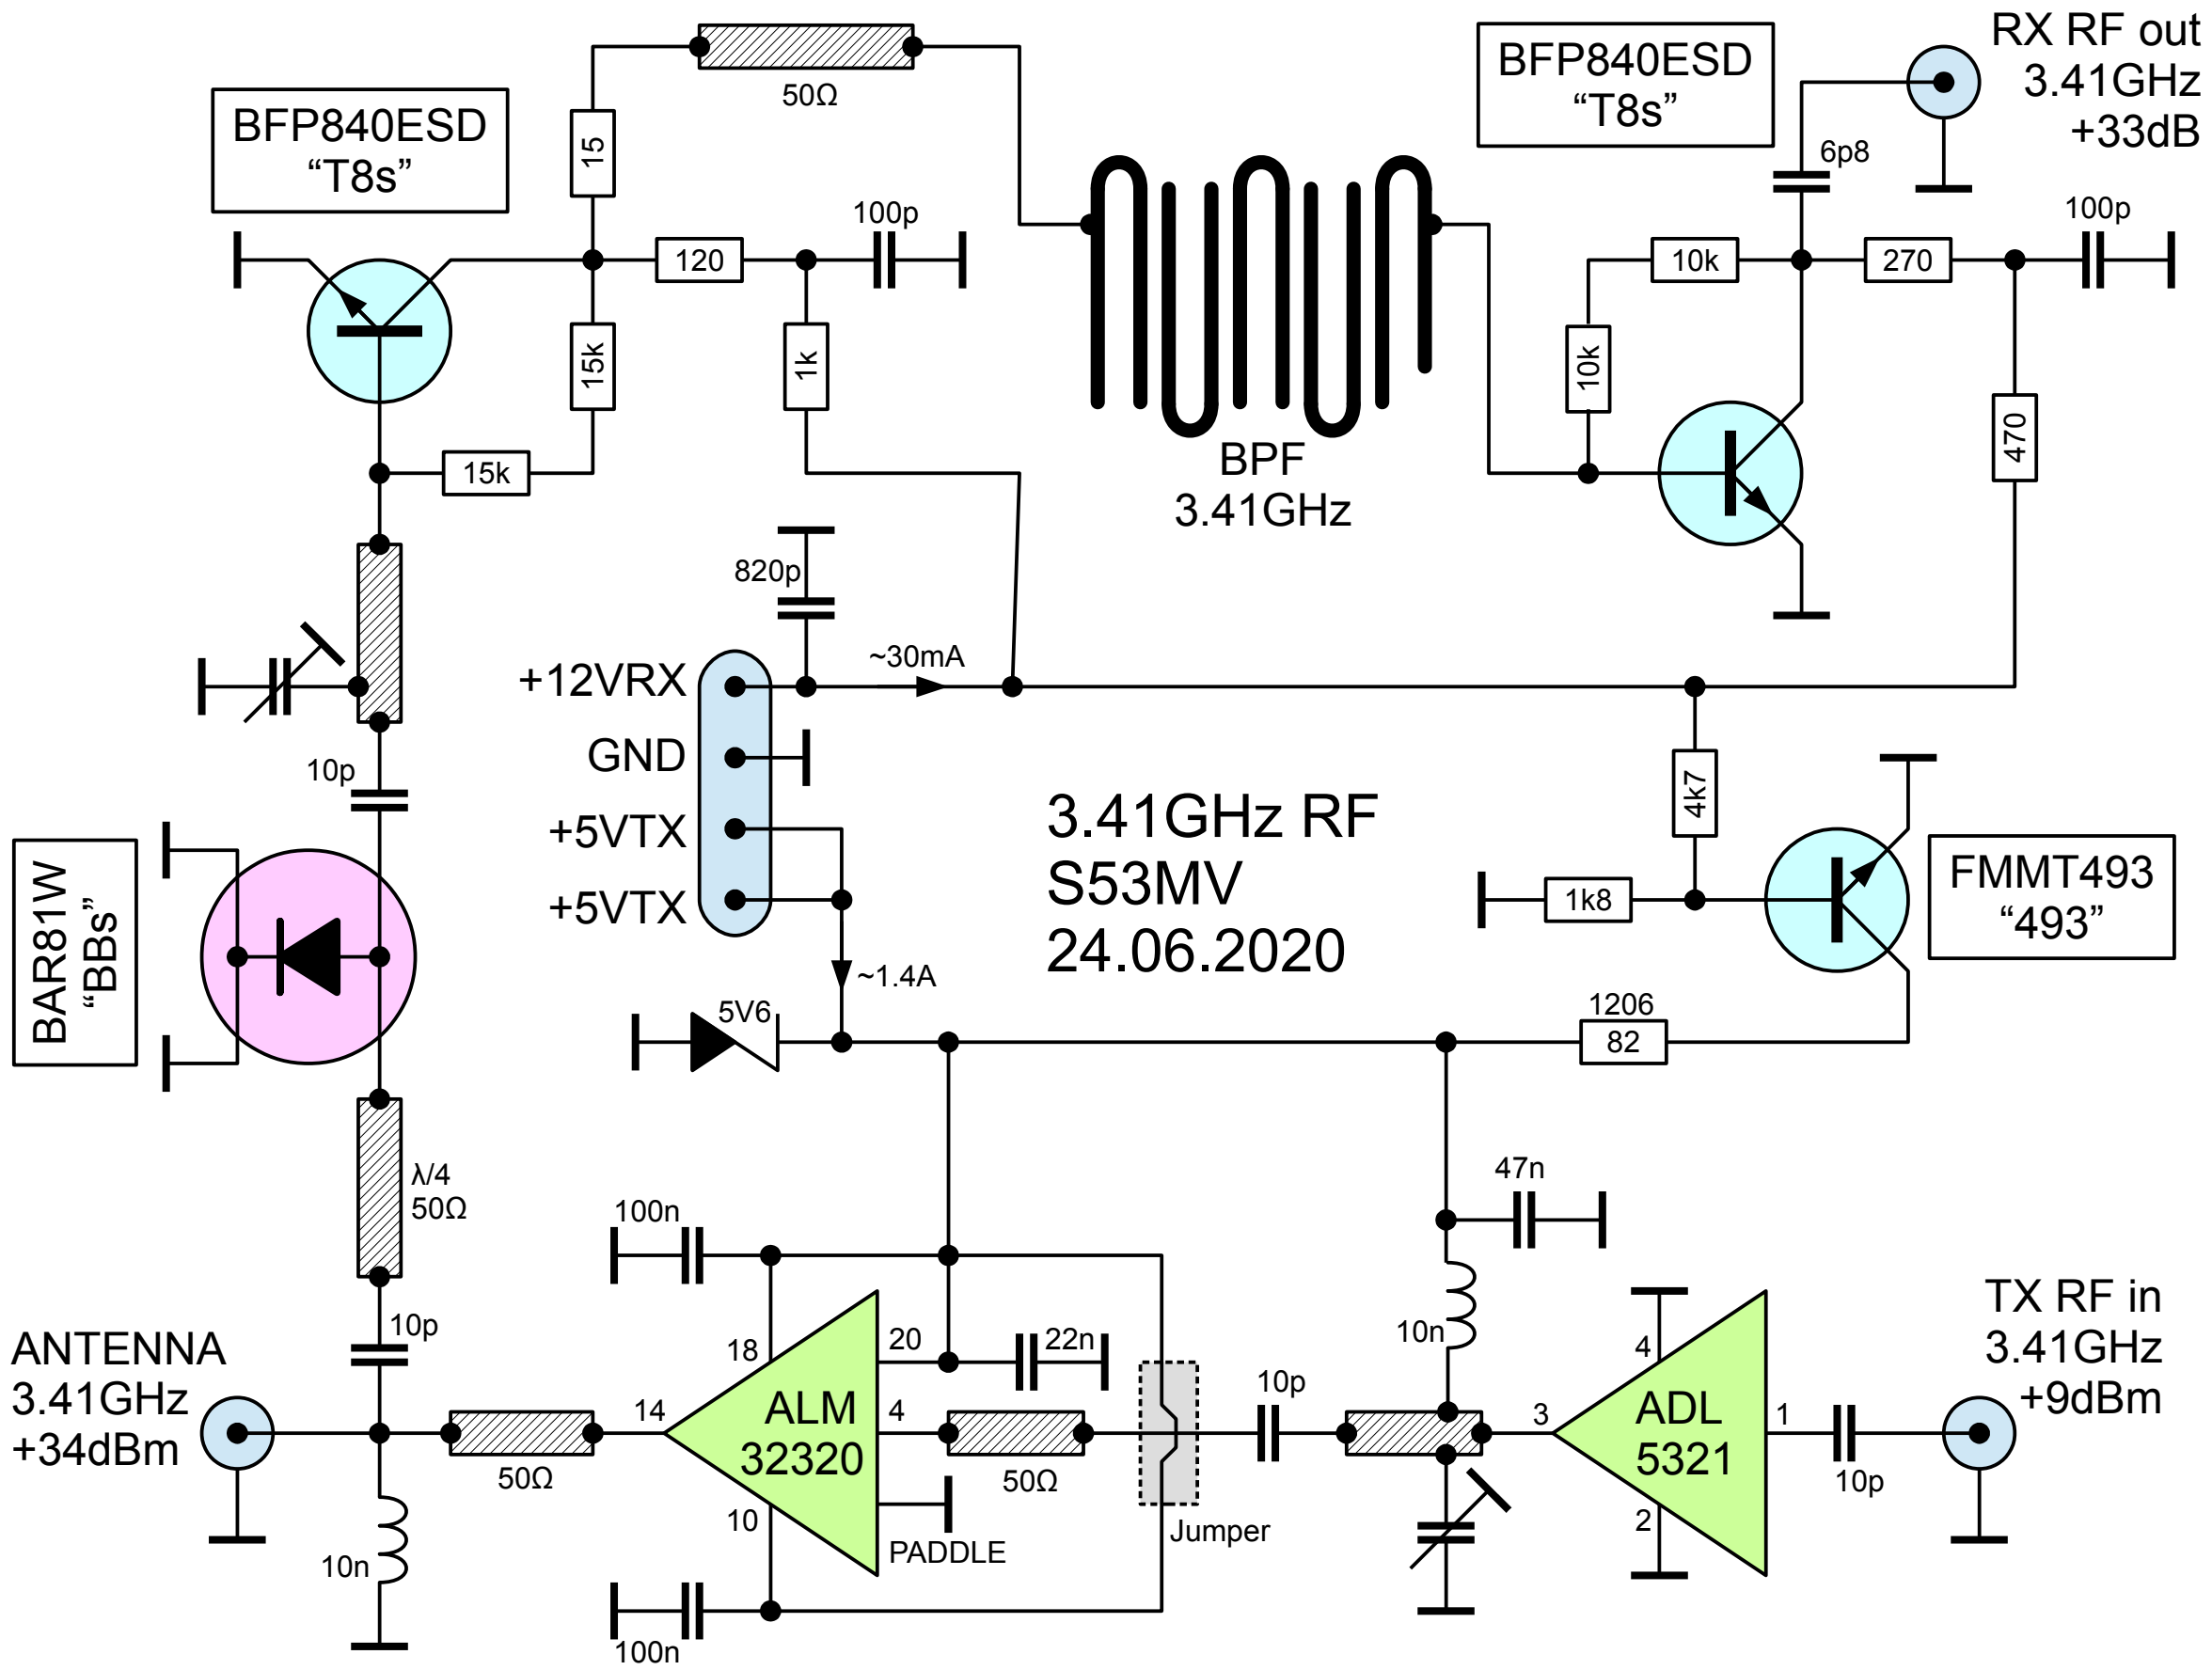 RX RF out
3.41GHz
+33dB
BFP840ESD
“T8s”
50Ω
BFP840ESD
“T8s”
15
6p8
100p
100p
120
10k
270
15k
1k
10k
470
15k
BPF
3.41GHz
820p
~30mA
+12VRX
GND
+5VTX
+5VTX
10p
4k7
3.41GHz RF
S53MV
24.06.2020
BAR81W
“BBs”
1k8
FMMT493
“493”
~1.4A
5V6
1206
82
λ/4
50Ω
47n
100n
10p
10n
ANTENNA
3.41GHz
+34dBm
18
20
22n
14
ALM
32320
4
10p
50Ω
50Ω
10
PADDLE
Jumper
3
4
ADL
5321
1
2
10p
TX RF in
3.41GHz
+9dBm
10n
100n